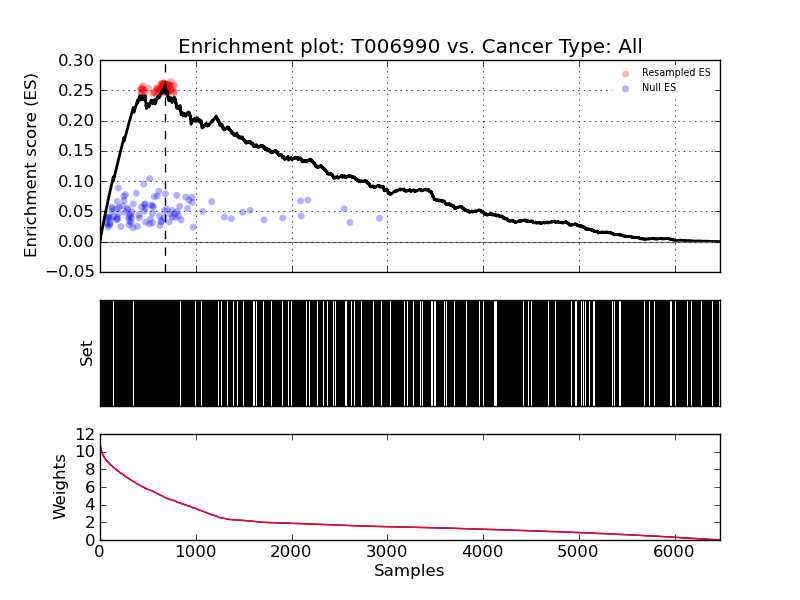 Enrichment plot: T006990 vs. Cancer Type: All
Enrichment score (ES)
0.30
0.25
0.20
0.15
0.10
0.05
0.00
−0.05
Resampled ES
Null ES
Set
Weights
12
10
8
6
4
2
0
0 1000 2000 3000 4000 5000 6000
Samples